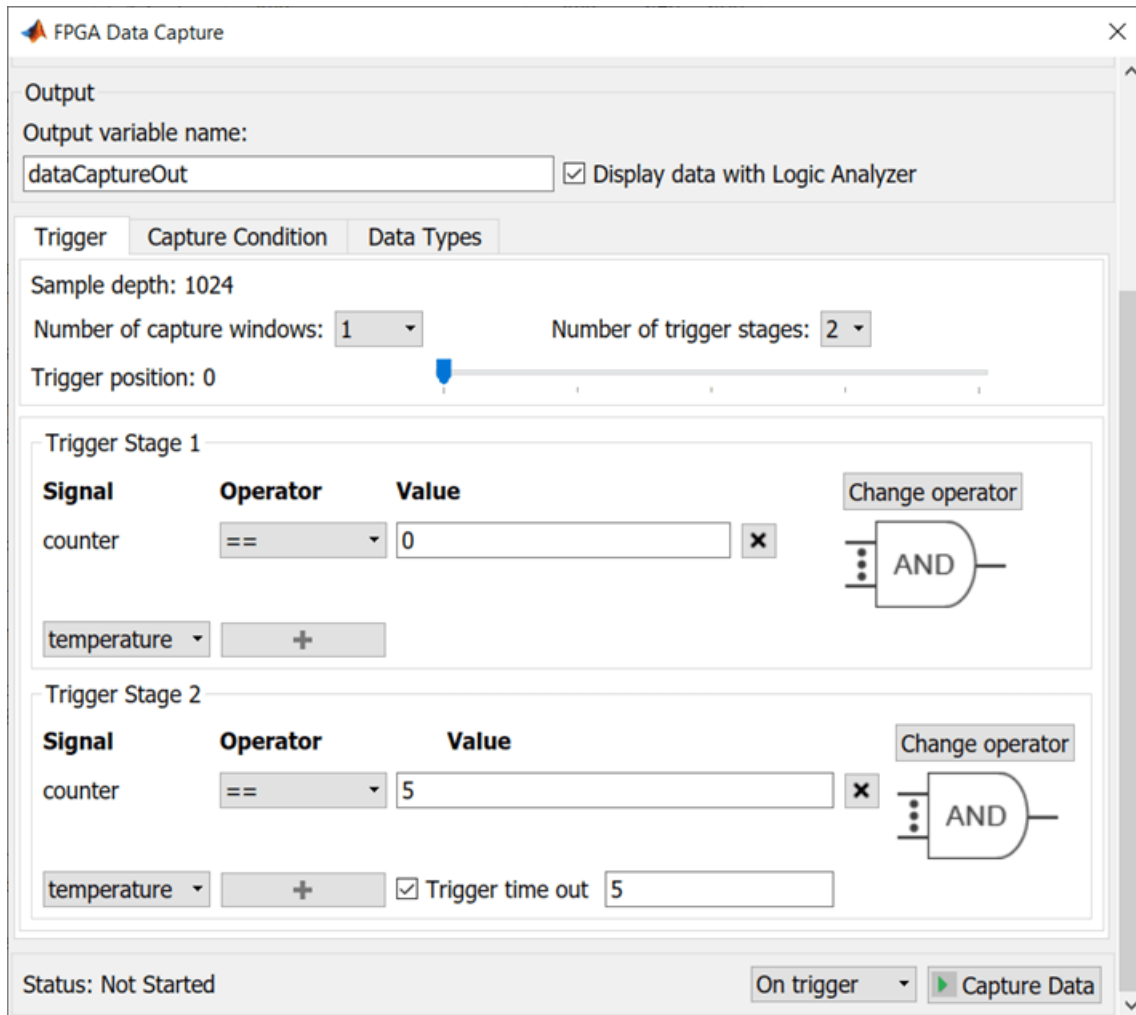 FPGA Data Capture
Output
Output variable name:
dataCaptureOut Display data with Logic Analyzer
Trigger Capture Condition Data Types
Sample depth: 1024
Number of capture windows: 1 Number of trigger stages: 2
Trigger position: 0
Trigger Stage 1
Signal Operator Value Change operator
counter == 0 AND
temperature +
Trigger Stage 2
Signal Operator Value Change operator
counter == 5 AND
temperature + Trigger time out 5
Status: Not Started On trigger Capture Data